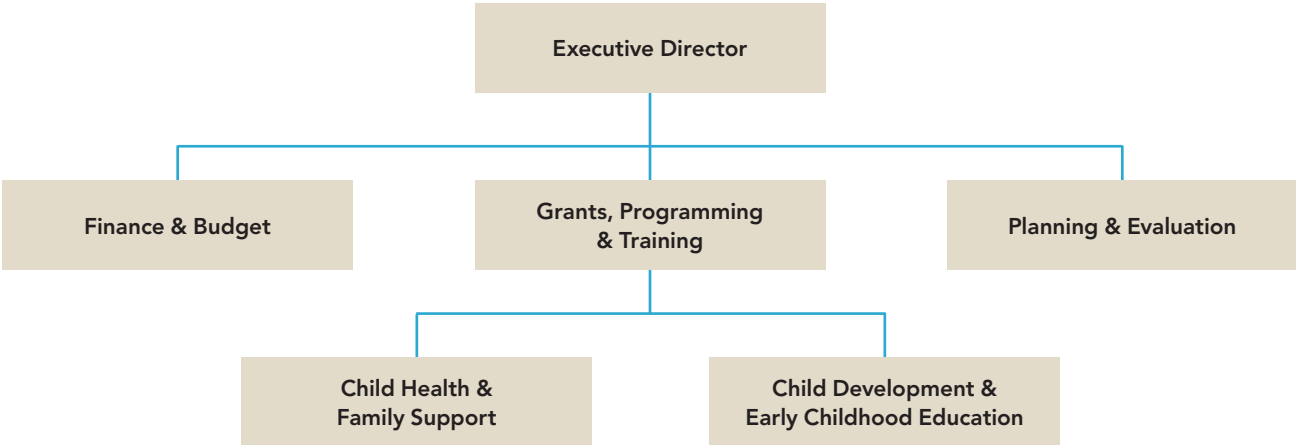 Executive Director
Finance & Budget
Grants, Programming
& Training
Planning & Evaluation
Child Health &
Family Support
Child Development &
Early Childhood Education